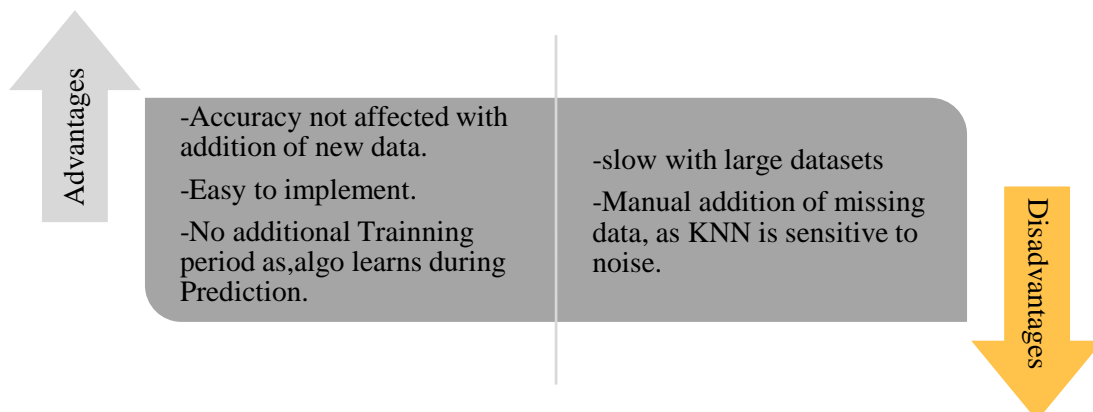 Advantages
-Accuracy not affected with
addition of new data.
-Easy to implement.
-No additional Trainning
period as,algo learns during
Prediction.
-slow with large datasets
-Manual addition of missing
data, as KNN is sensitive to
noise.
Disadvantages